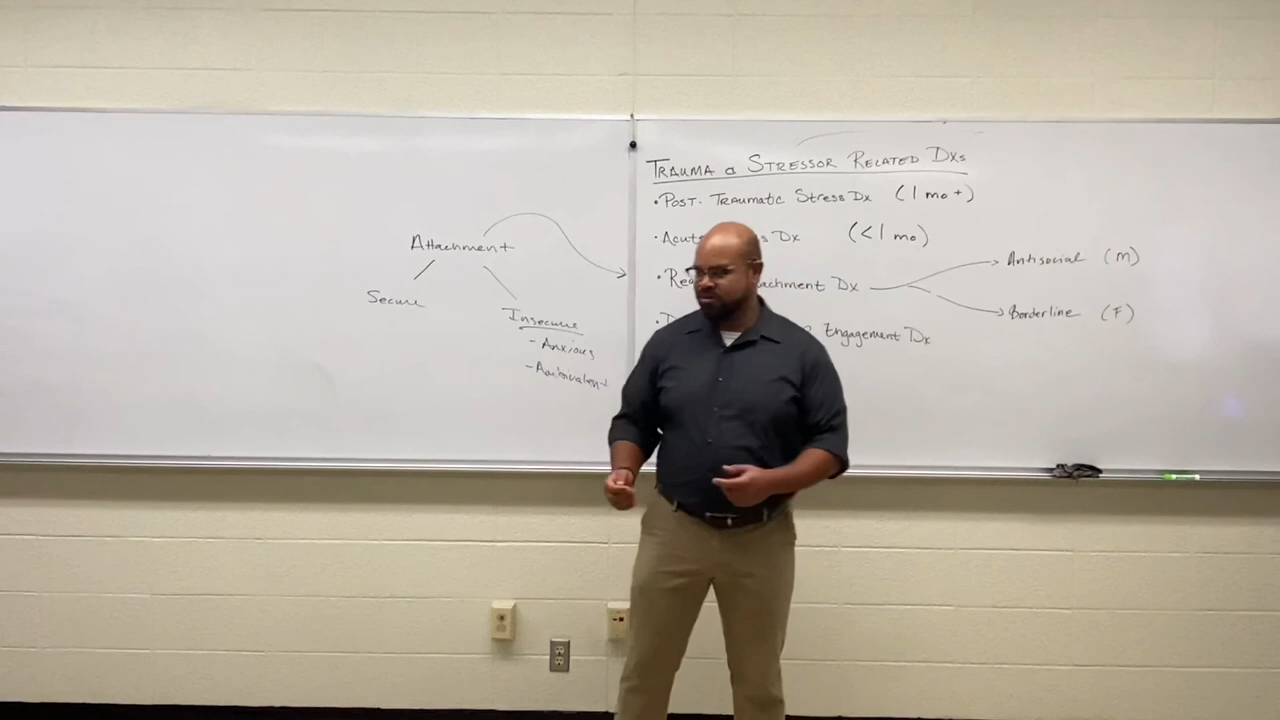 Attachment
Secure
Insecure
- Anxious
- Ambivalent
TRAUMA & STRESSOR RELATED DXs
• POST-TRAUMATIC STRESS DX (1 mo+)
• DX (<1 mo)
DX
Antisocial (M)
Borderline (F)
Engagement Dx